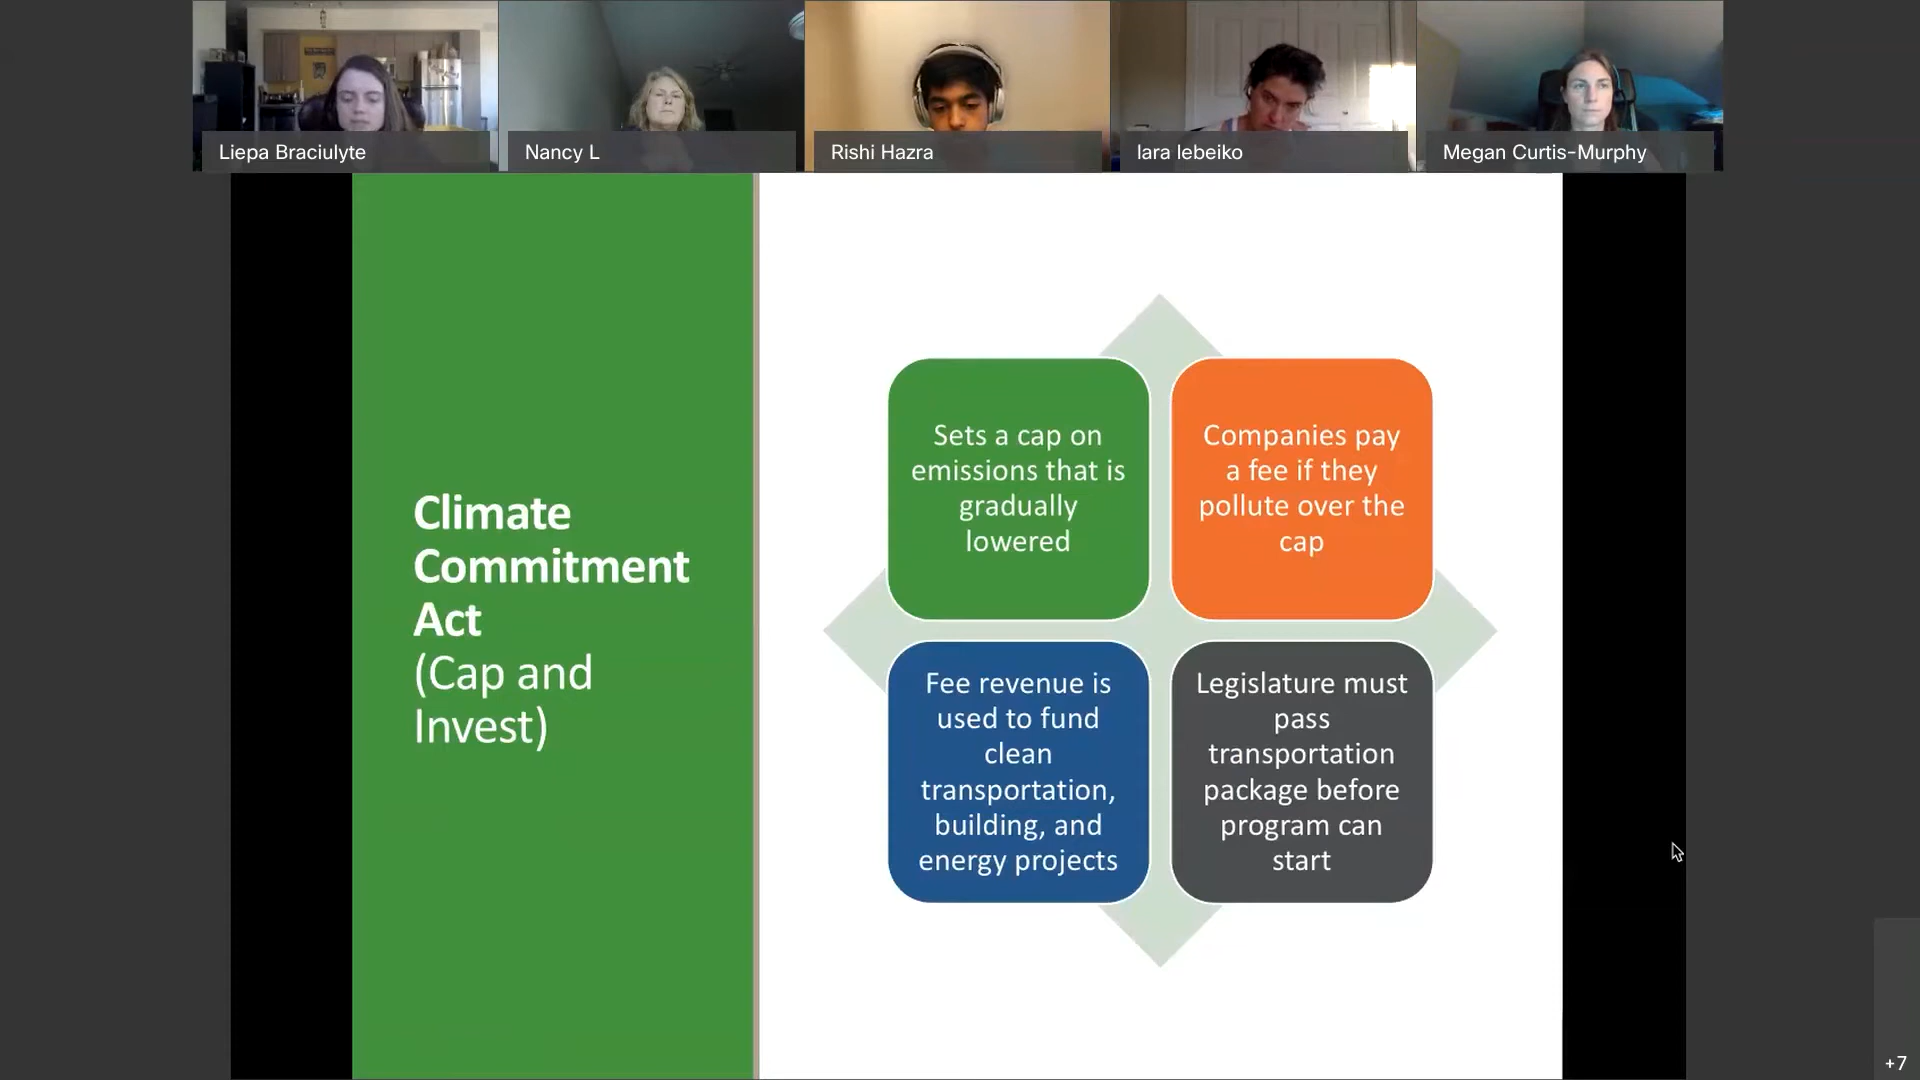 Liepa Braciulyte
Nancy L
Rishi Hazra
lara lebeiko
Megan Curtis-Murphy
Climate
Commitment
Act
(Cap and
Invest)
Sets a cap on
emissions that is
gradually
lowered
Companies pay
a fee if they
pollute over the
cap
Fee revenue is
used to fund
clean
transportation,
building, and
energy projects
Legislature must
pass
transportation
package before
program can
start
+7